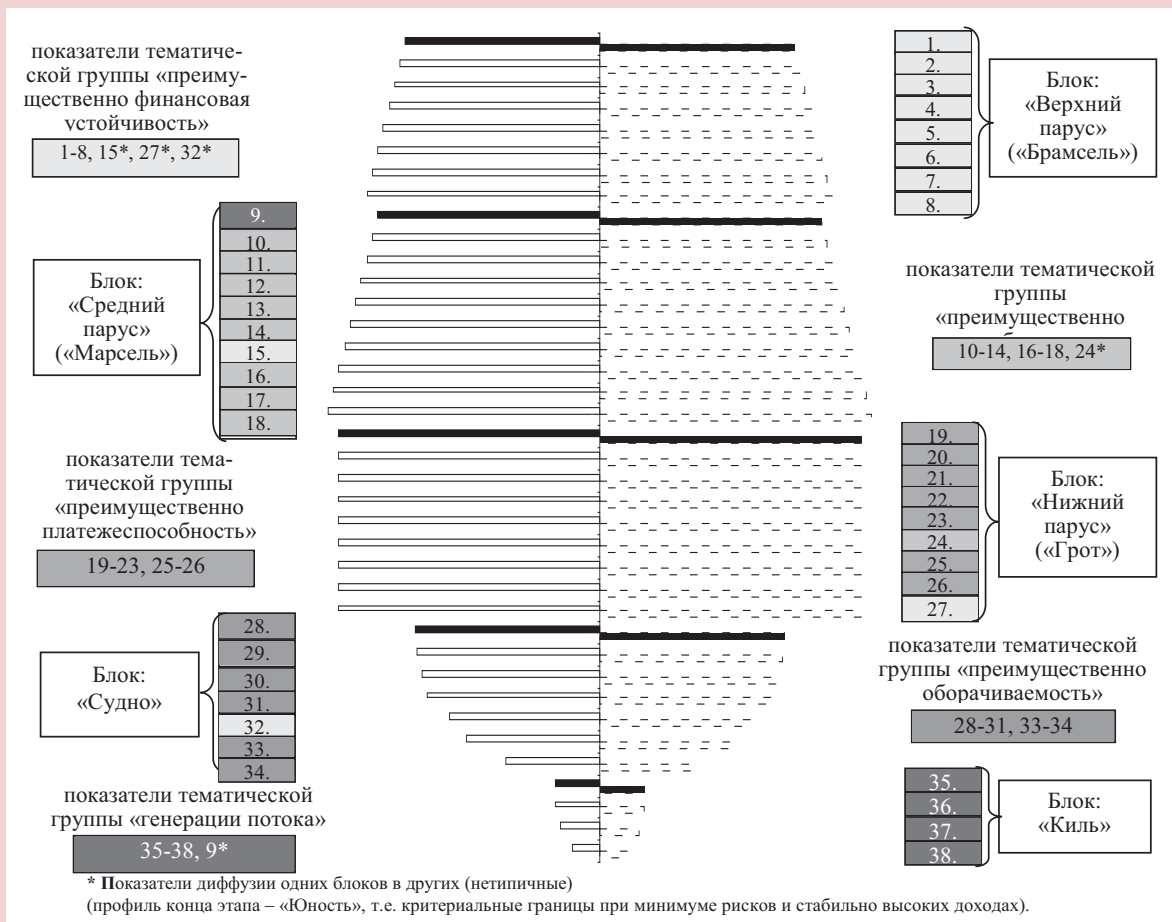 показатели тематиче-
ской группы «преиму-
щественно финансовая
устойчивость»
1-8, 15*, 27*, 32*
1.
2.
3.
4.
5.
6.
7.
8.
Блок:
«Верхний
парус»
(«Брамсель»)
Блок:
«Средний
парус»
(«Марсель»)
9.
10.
11.
12.
13.
14.
15.
16.
17.
18.
показатели тематической
группы
«преимущественно
10-14, 16-18, 24*
показатели тема-
тической группы
«преимущественно
платежеспособность»
19-23, 25-26
19.
20.
21.
22.
23.
24.
25.
26.
27.
Блок:
«Нижний
парус»
(«Грот»)
Блок:
«Судно»
28.
29.
30.
31.
32.
33.
34.
показатели тематической
группы «преимущественно
оборачиваемость»
28-31, 33-34
показатели тематической
группы «генерации потока»
35-38, 9*
35.
36.
37.
38.
Блок:
«Киль»
* Показатели диффузии одних блоков в других (нетипичные)
(профиль конца этапа – «Юность», т.е. критериальные границы при минимуме рисков и стабильно высоких доходах).